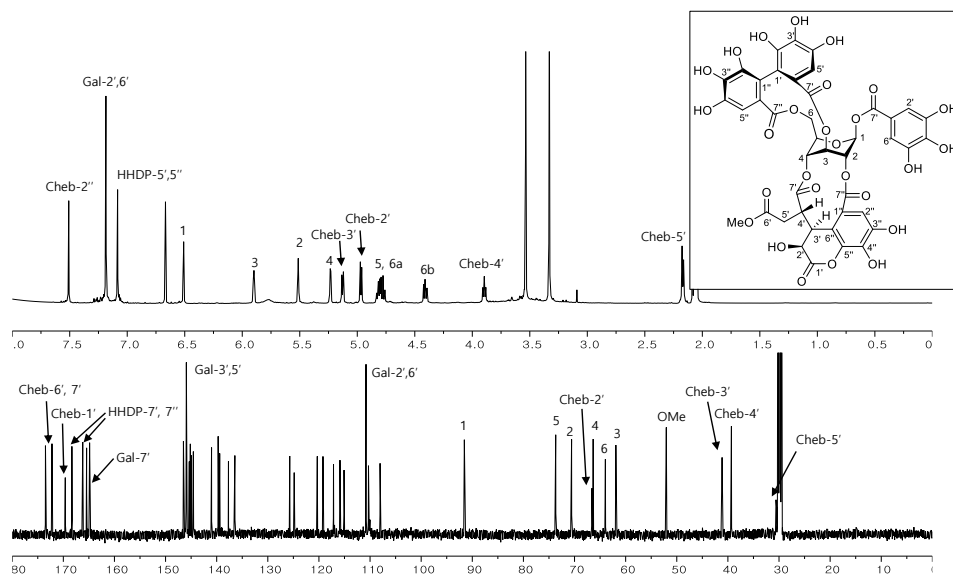 Cheb-2''
Gal-2',6'
HHDP-5',5''
1
3
2
4
Cheb-3'
Cheb-2'
5, 6a
6b
Cheb-4'
Cheb-5'
.0 7.5 7.0 6.5 6.0 5.5 5.0 4.5 4.0 3.5 3.0 2.5 2.0 1.5 1.0 0.5 0
Cheb-6', 7'
Cheb-1'
HHDP-7', 7''
Gal-7'
Gal-3',5'
Gal-2',6'
1
5
2
Cheb-2'
4
6
3
OMe
Cheb-3'
Cheb-4'
Cheb-5'
80 170 160 150 140 130 120 110 100 90 80 70 60 50 40 30 20 10 0
OH
HO 3' OH
HO
HO 3'' 1' 5'
HO 1'' 7' O
5'' 7'' O 6 O
O O 7' 2' OH
O 1 O
4 3 2 6' OH
O O OH
7' O 7'' O
O H 1'' 2''
MeO 6' 5' 4' H 3'' OH
3' 6'' 4''
HO 2' 5'' OH
1' O
O